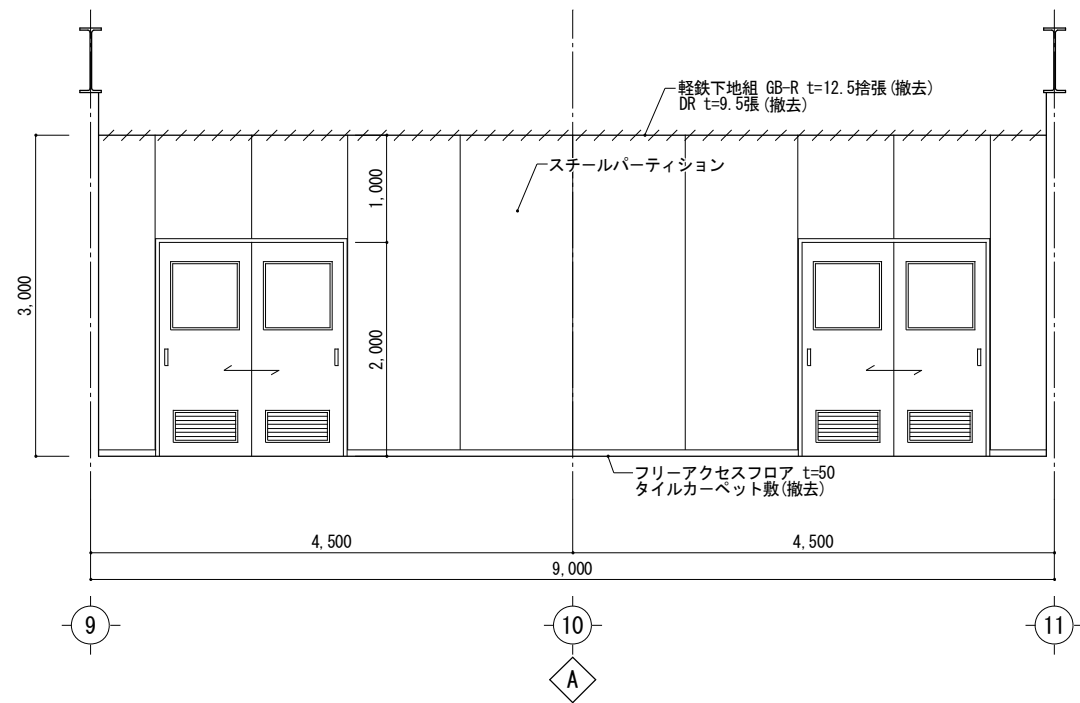 軽鉄下地組 GB-R t=12.5捨張(撤去)
DR t=9.5張(撤去)
スチールパーティション
1,000
3,000
2,000
フリーアクセスフロア t=50
タイルカーペット敷(撤去)
4,500
4,500
9,000
9
10
11
A